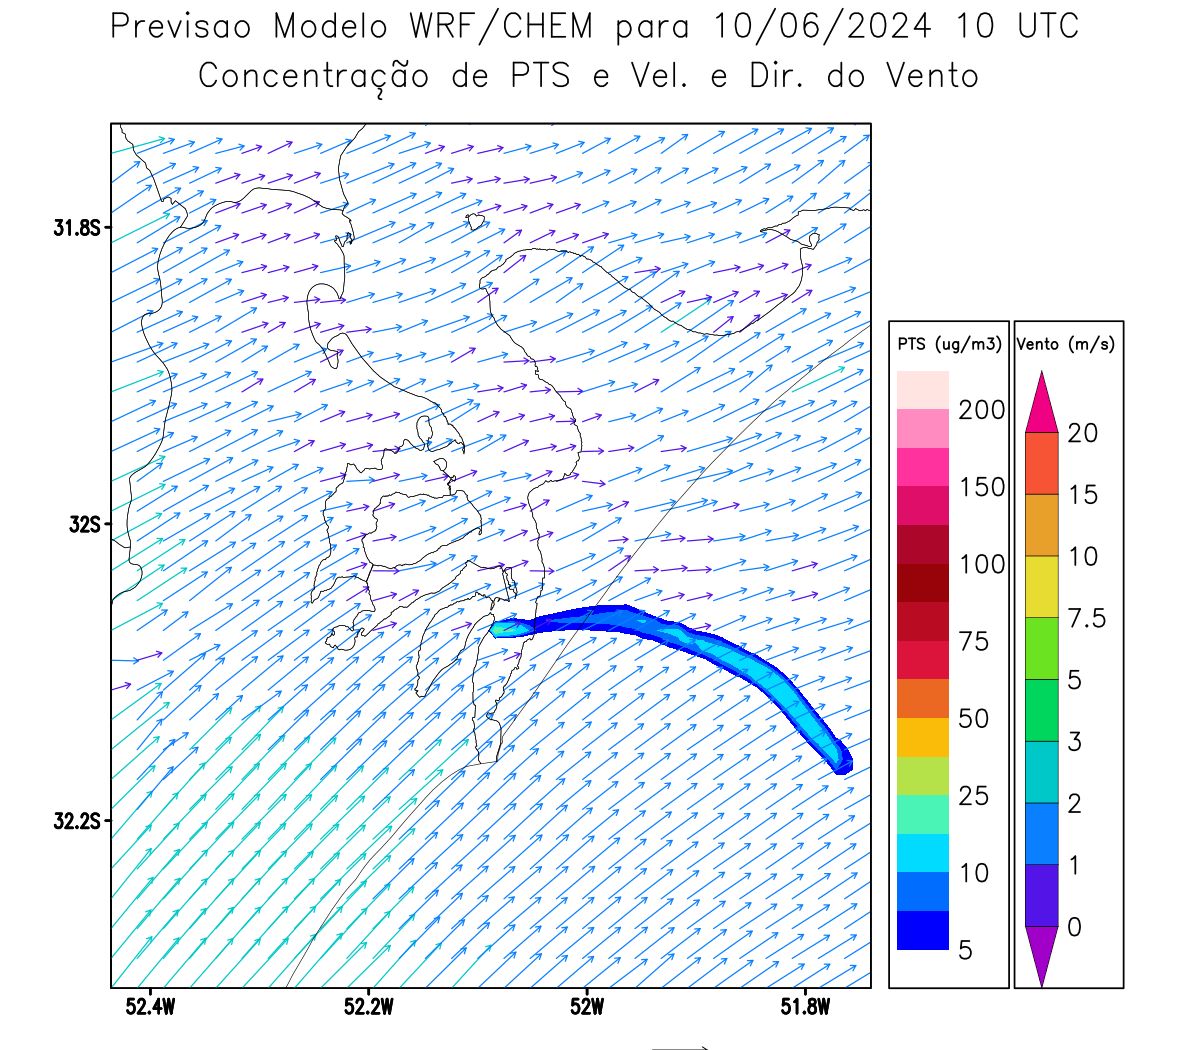 Previsao Modelo WRF/CHEM para 10/06/2024 10 UTC
Concentração de PTS e Vel. e Dir. do Vento
31.8S
32S
32.2S
52.4W
52.2W
52W
51.8W
PTS (ug/m3)
200
150
100
75
50
25
10
5
Vento (m/s)
20
15
10
7.5
5
3
2
1
0